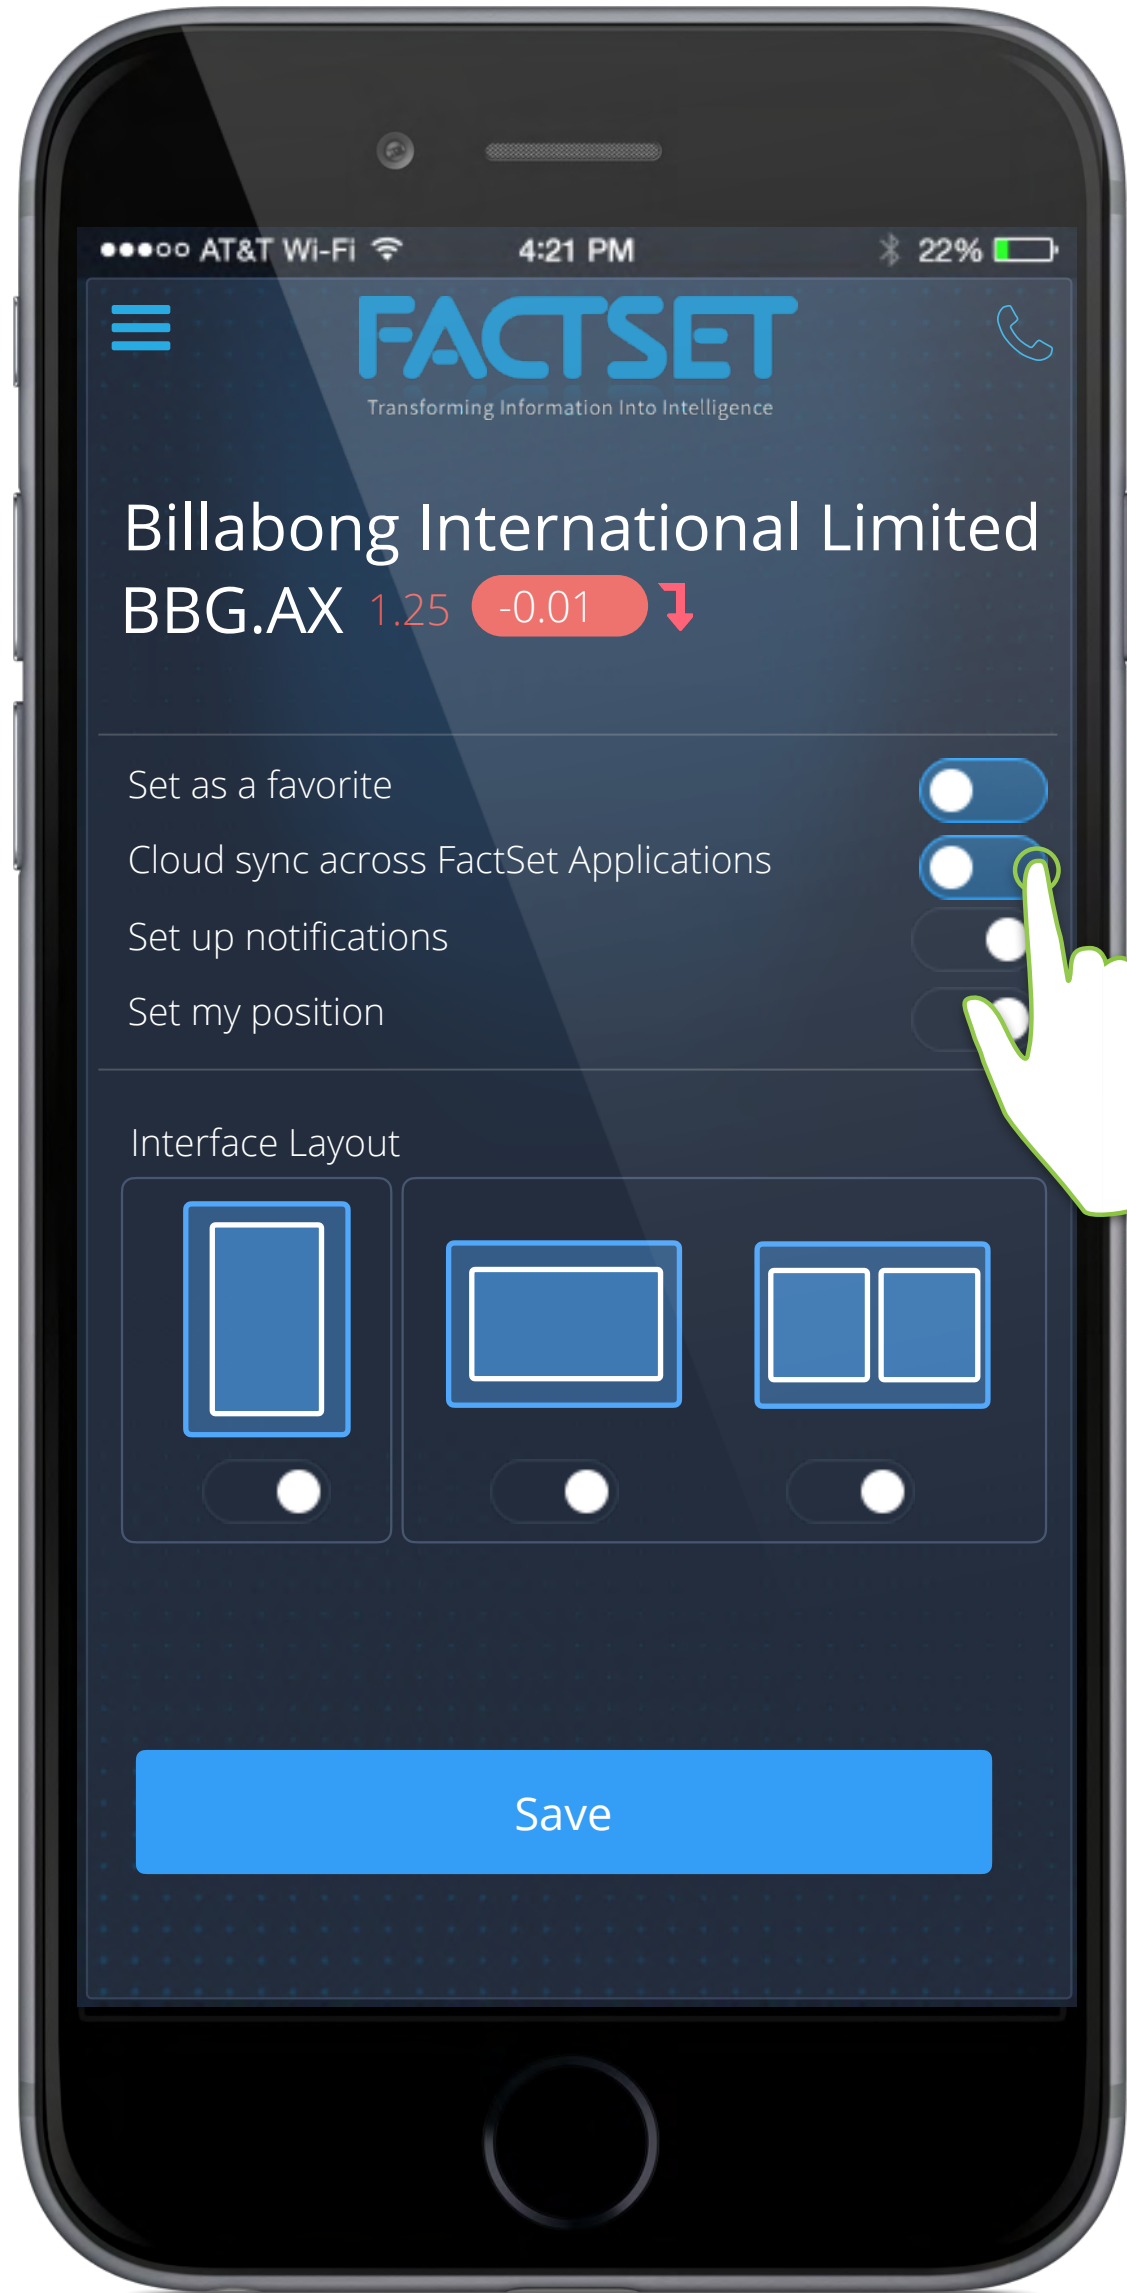 AT&T Wi-Fi 4:21 PM 22%
FACTSET
Transforming Information Into Intelligence
Billabong International Limited
BBG.AX 1.25 -0.01
Set as a favorite
Cloud sync across FactSet Applications
Set up notifications
Set my position
Interface Layout
Save